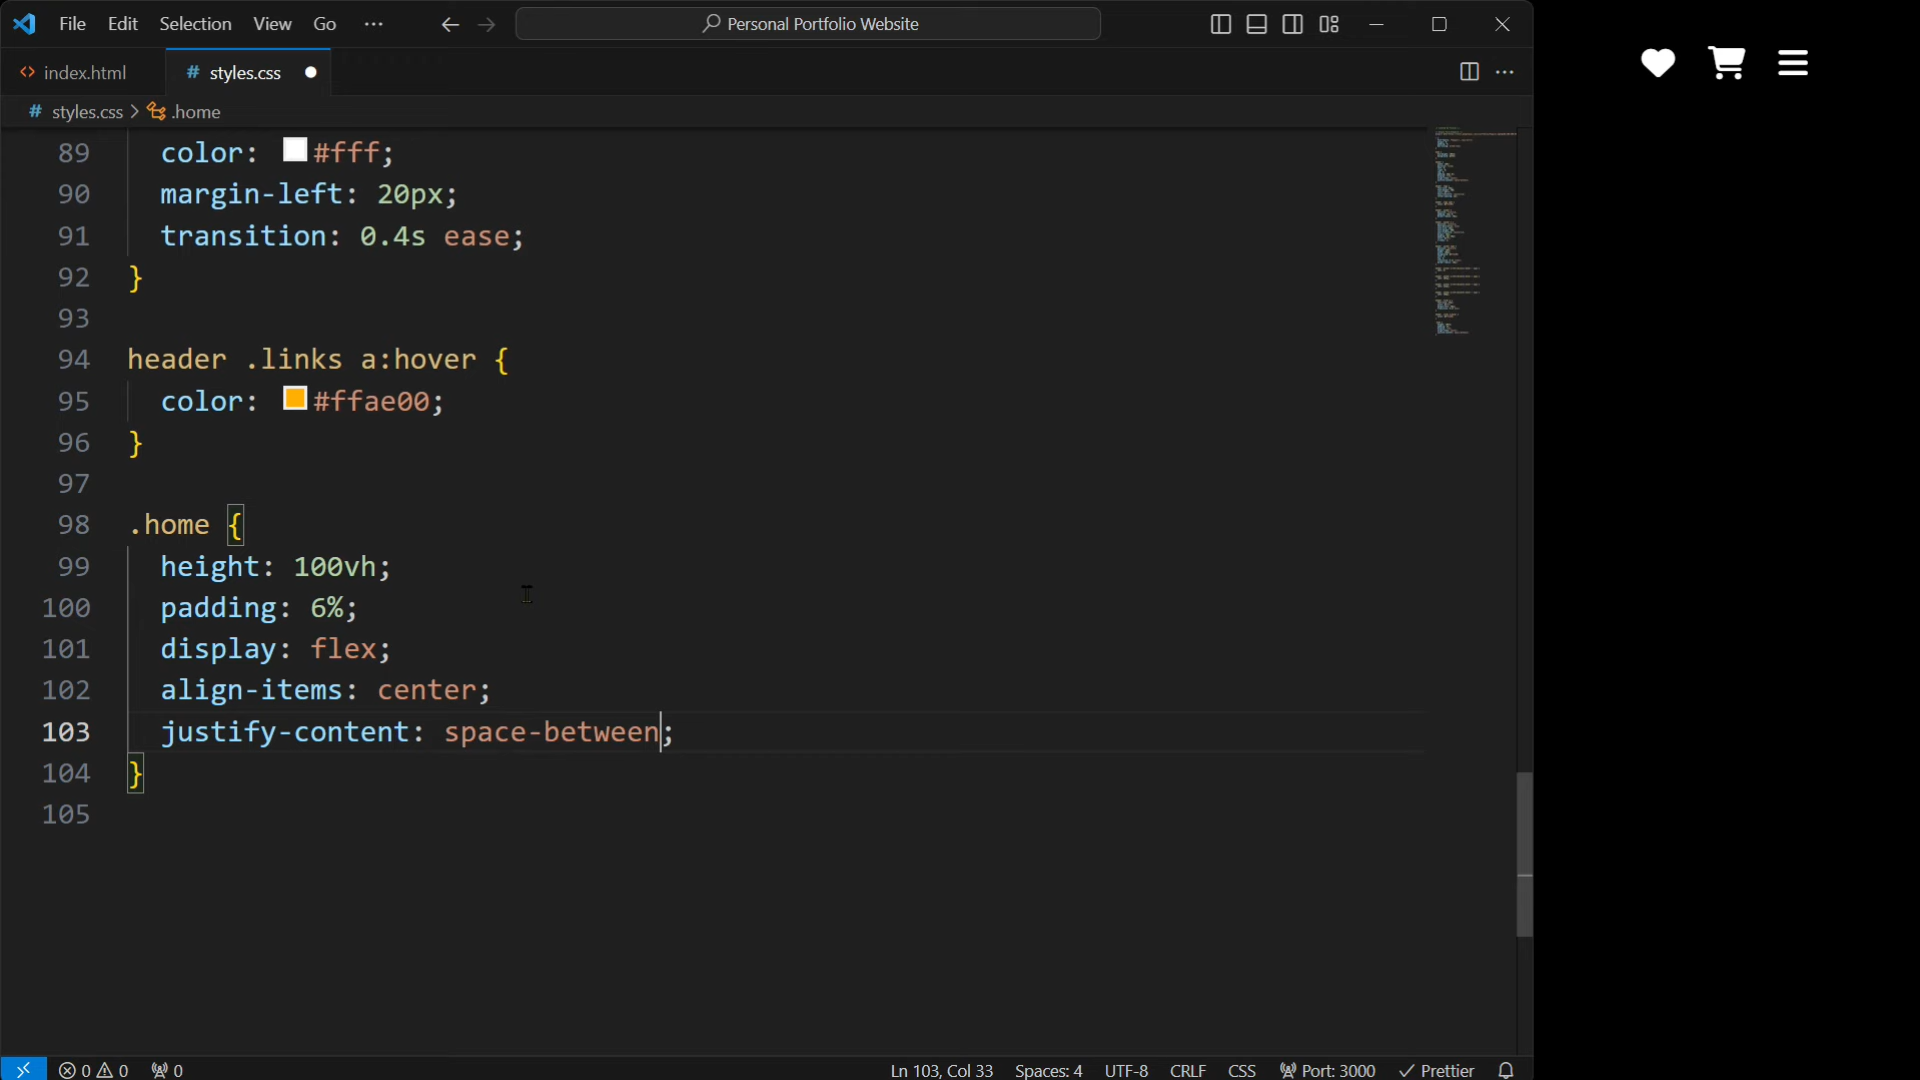 File Edit Selection View Go ··· Personal Portfolio Website
index.html styles.css
# styles.css > .home
89 color: #fff;
90 margin-left: 20px;
91 transition: 0.4s ease;
92 }
93
94 header .links a:hover {
95 color: #ffae00;
96 }
97
98 .home {
99 height: 100vh;
100 padding: 6%;
101 display: flex;
102 align-items: center;
103 justify-content: space-between;
104 }
105
0 0 0 Ln 103, Col 33 Spaces: 4 UTF-8 CRLF CSS Port: 3000 Prettier